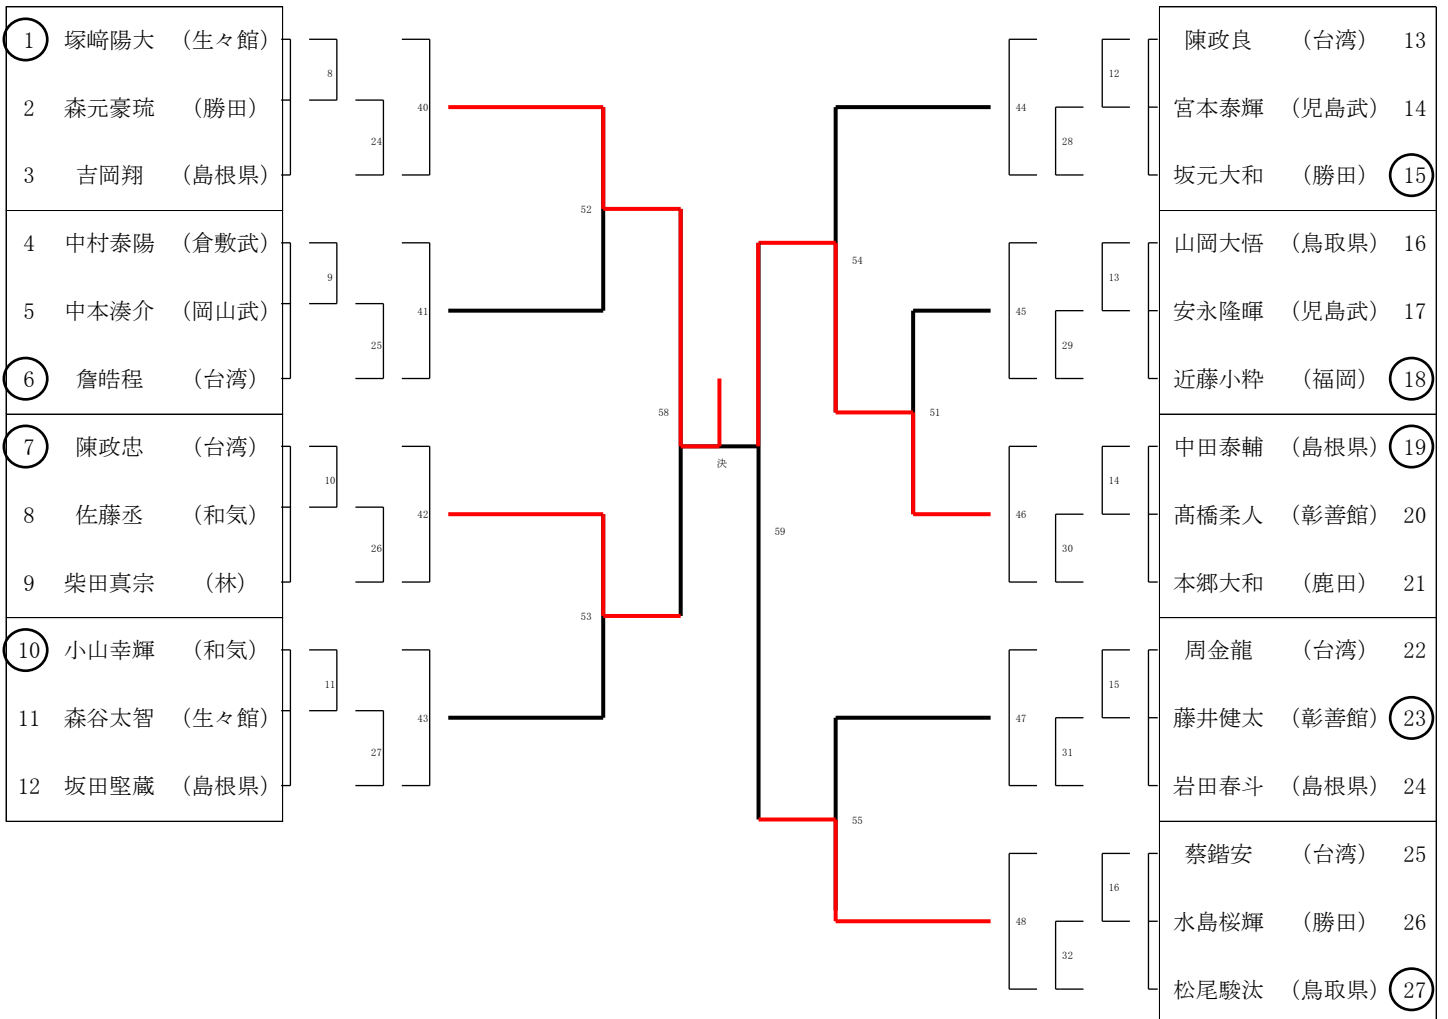 1 塚﨑陽大 （生々館）
2 森元豪琉 （勝田）
3 吉岡翔 （島根県）
4 中村泰陽 （倉敷武）
5 中本湊介 （岡山武）
6 詹皓程 （台湾）
7 陳政忠 （台湾）
8 佐藤丞 （和気）
9 柴田真宗 （林）
10 小山幸輝 （和気）
11 森谷太智 （生々館）
12 坂田堅蔵 （島根県）
8
24
40
9
25
41
10
26
42
11
27
43
52
53
58
決
59
54
51
55
44
12
28
45
13
29
46
14
30
47
15
31
48
16
32
陳政良 （台湾） 13
宮本泰輝 （児島武） 14
坂元大和 （勝田） 15
山岡大悟 （鳥取県） 16
安永隆暉 （児島武） 17
近藤小粋 （福岡） 18
中田泰輔 （島根県） 19
髙橋柔人 （彰善館） 20
本郷大和 （鹿田） 21
周金龍 （台湾） 22
藤井健太 （彰善館） 23
岩田春斗 （島根県） 24
蔡鍇安 （台湾） 25
水島桜輝 （勝田） 26
松尾駿汰 （鳥取県） 27